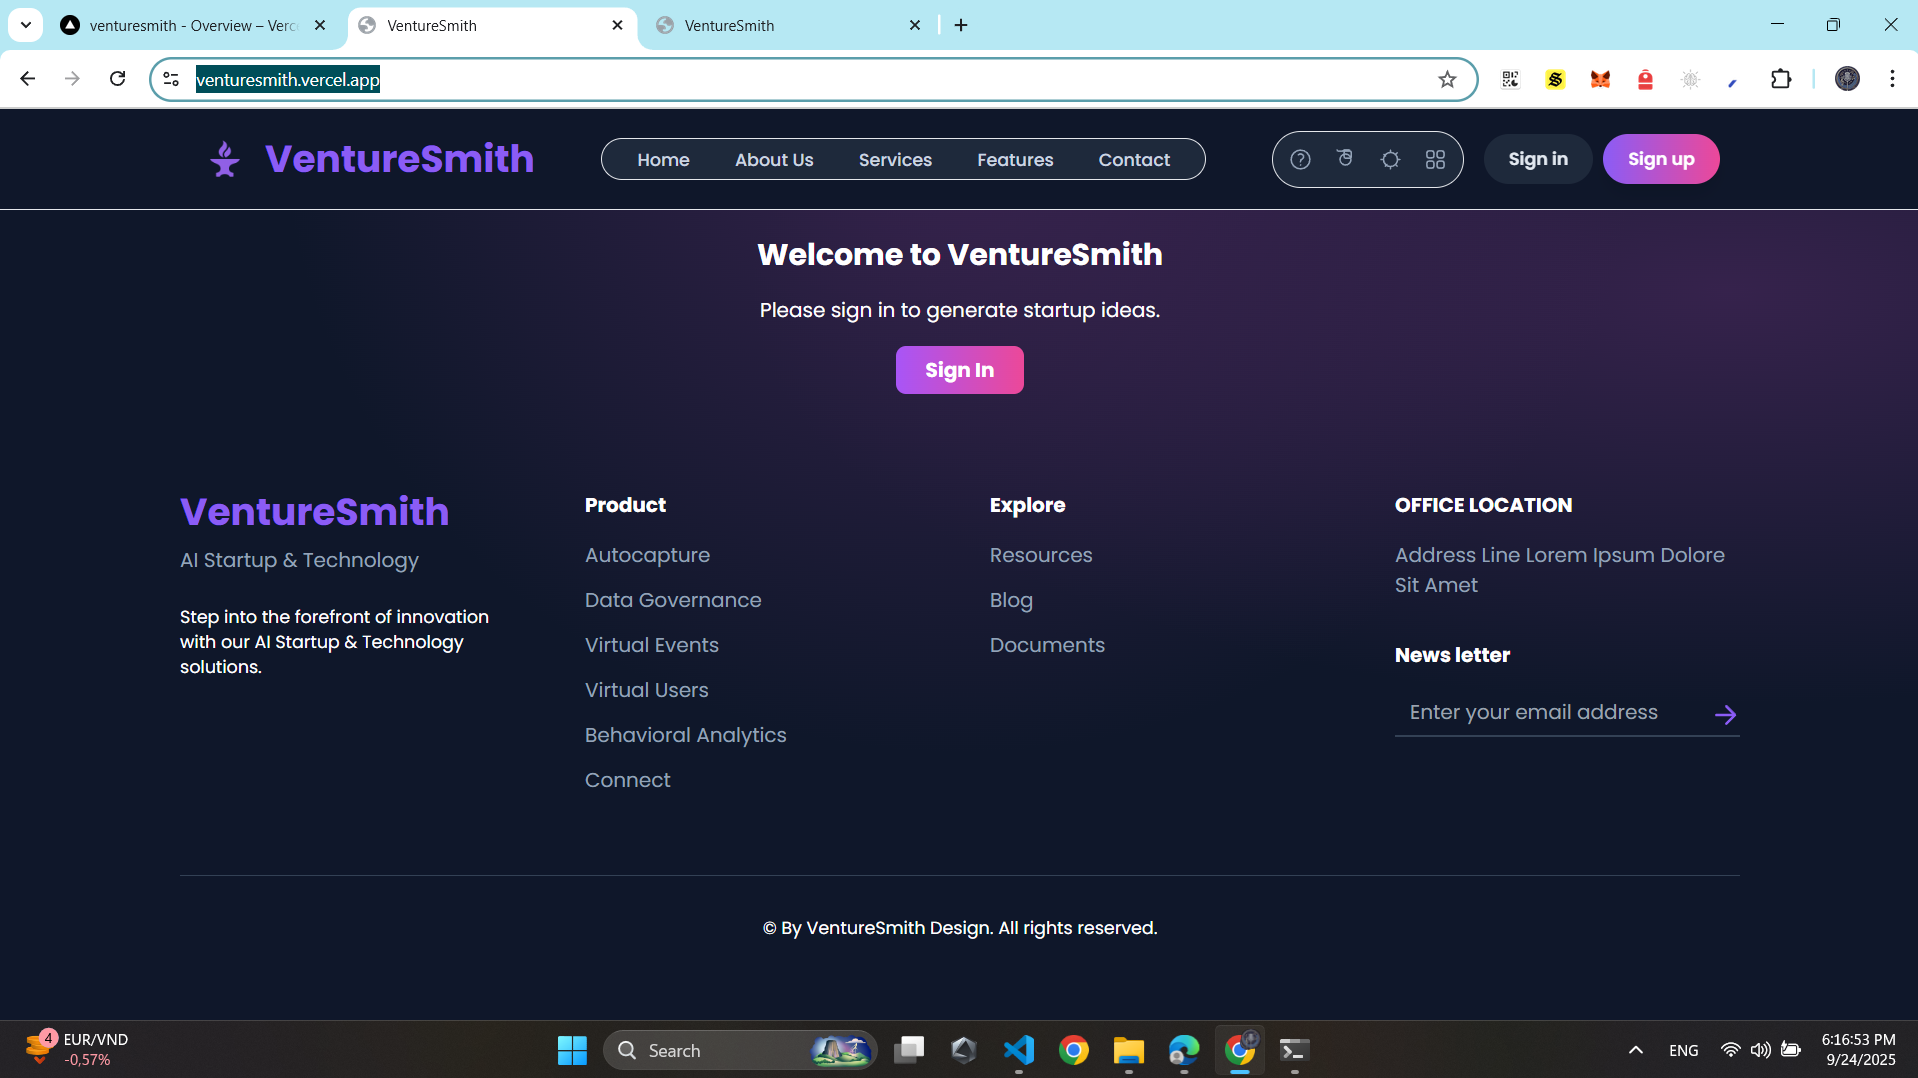 venturesmith - Overview – Verc
VentureSmith
VentureSmith
venturesmith.vercel.app
VentureSmith
Home
About Us
Services
Features
Contact
Sign in
Sign up
Welcome to VentureSmith
Please sign in to generate startup ideas.
Sign In
VentureSmith
AI Startup & Technology
Step into the forefront of innovation
with our AI Startup & Technology
solutions.
Product
Autocapture
Data Governance
Virtual Events
Virtual Users
Behavioral Analytics
Connect
Explore
Resources
Blog
Documents
OFFICE LOCATION
Address Line Lorem Ipsum Dolore
Sit Amet
News letter
Enter your email address
© By VentureSmith Design. All rights reserved.
4
EUR/VND
-0,57%
Search
ENG
6:16:53 PM
9/24/2025